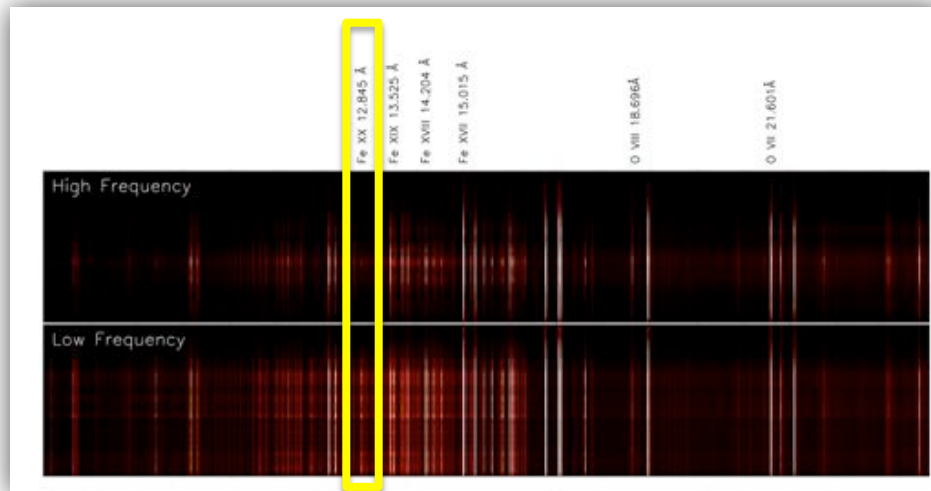 Fe XX 12.845 Å
Fe XIX 13.525 Å
Fe XVIII 14.204 Å
Fe XVII 15.015 Å
O VIII 18.696Å
O VII 21.601Å
High Frequency
Low Frequency